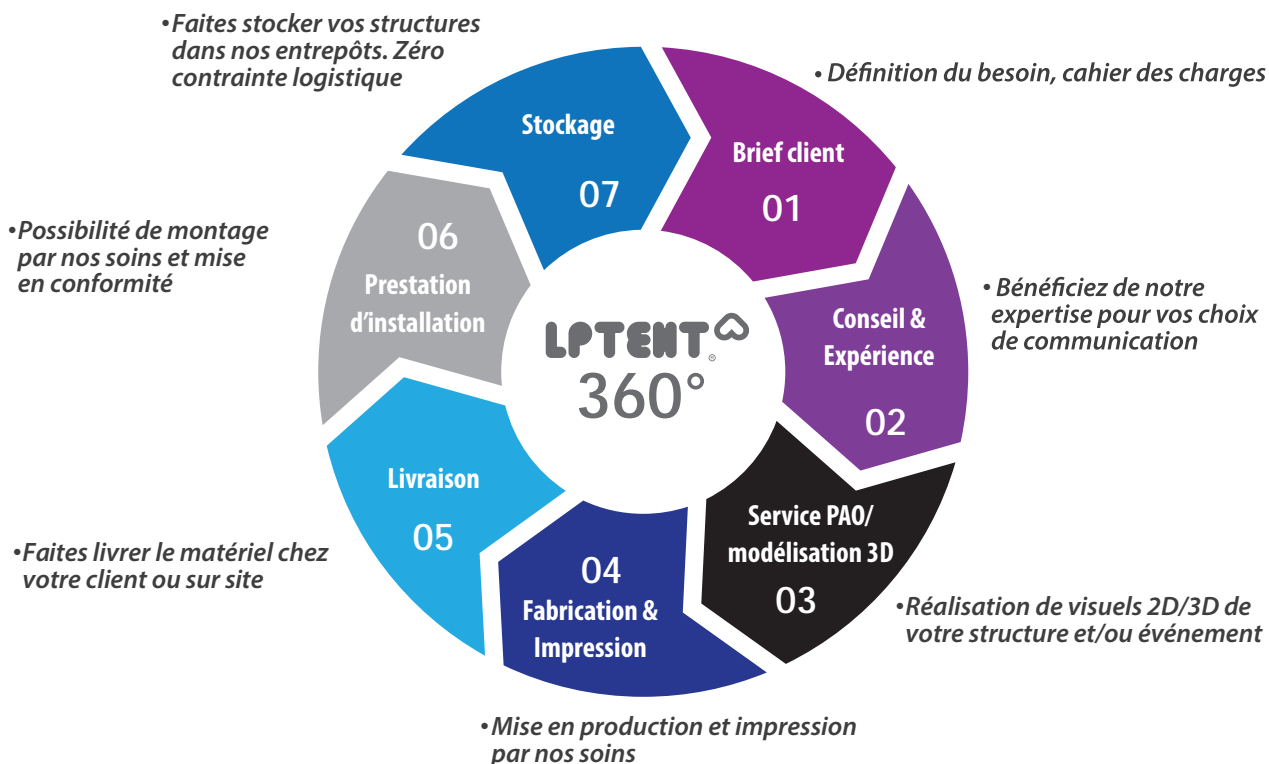 •Faites stocker vos structures
dans nos entrepôts. Zéro
contrainte logistique
• Définition du besoin, cahier des charges
Stockage
07
Brief client
01
•Possibilité de montage
par nos soins et mise
en conformité
06
Prestation
d'installation
LPTENT®
360°
Conseil &
Expérience
02
• Bénéficiez de notre
expertise pour vos choix
de communication
Livraison
05
•Faites livrer le matériel chez
votre client ou sur site
04
Fabrication &
Impression
Service PAO/
modélisation 3D
03
•Réalisation de visuels 2D/3D de
votre structure et/ou événement
•Mise en production et impression
par nos soins